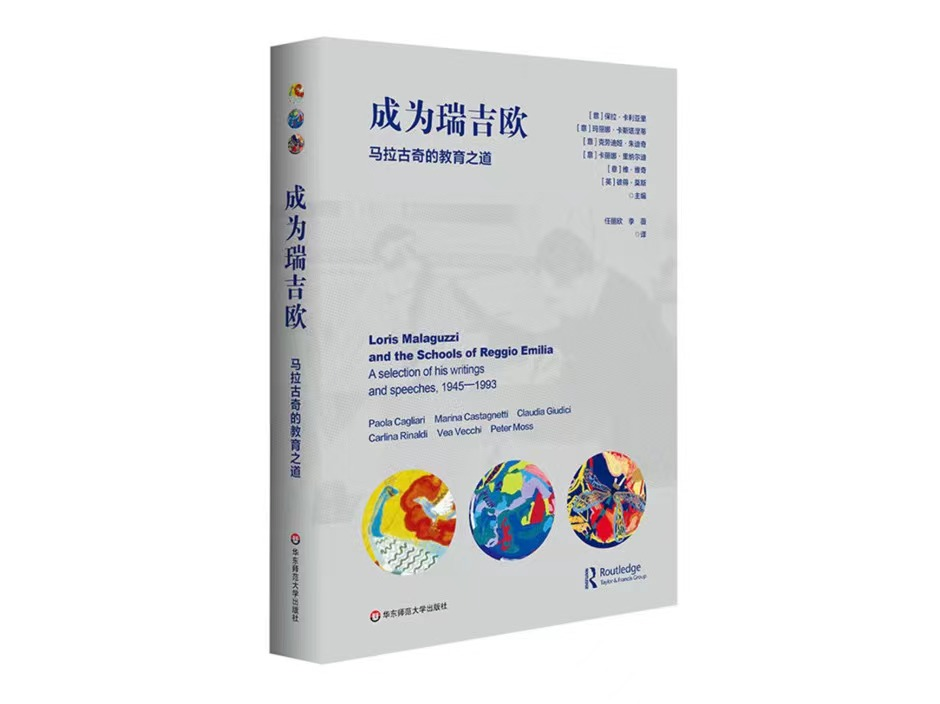 成为瑞吉欧
马拉古奇的教育之道
华东师范大学出版社
成为瑞吉欧
马拉古奇的教育之道
[意]保拉·卡利亚里
[意]玛丽娜·卡斯塔涅蒂
[意]克劳迪娅·朱迪奇
[意]卡丽娜·里纳尔迪
[意]维·维奇
[英]彼得·莫斯
○主编
任丽欣 李薇
○译
Loris Malaguzzi
and the Schools of Reggio Emilia
A selection of his writings
and speeches, 1945—1993
Paola Cagliari Marina Castagnetti Claudia Giudici
Carlina Rinaldi Vea Vecchi Peter Moss
Routledge
Taylor & Francis Group
华东师范大学出版社